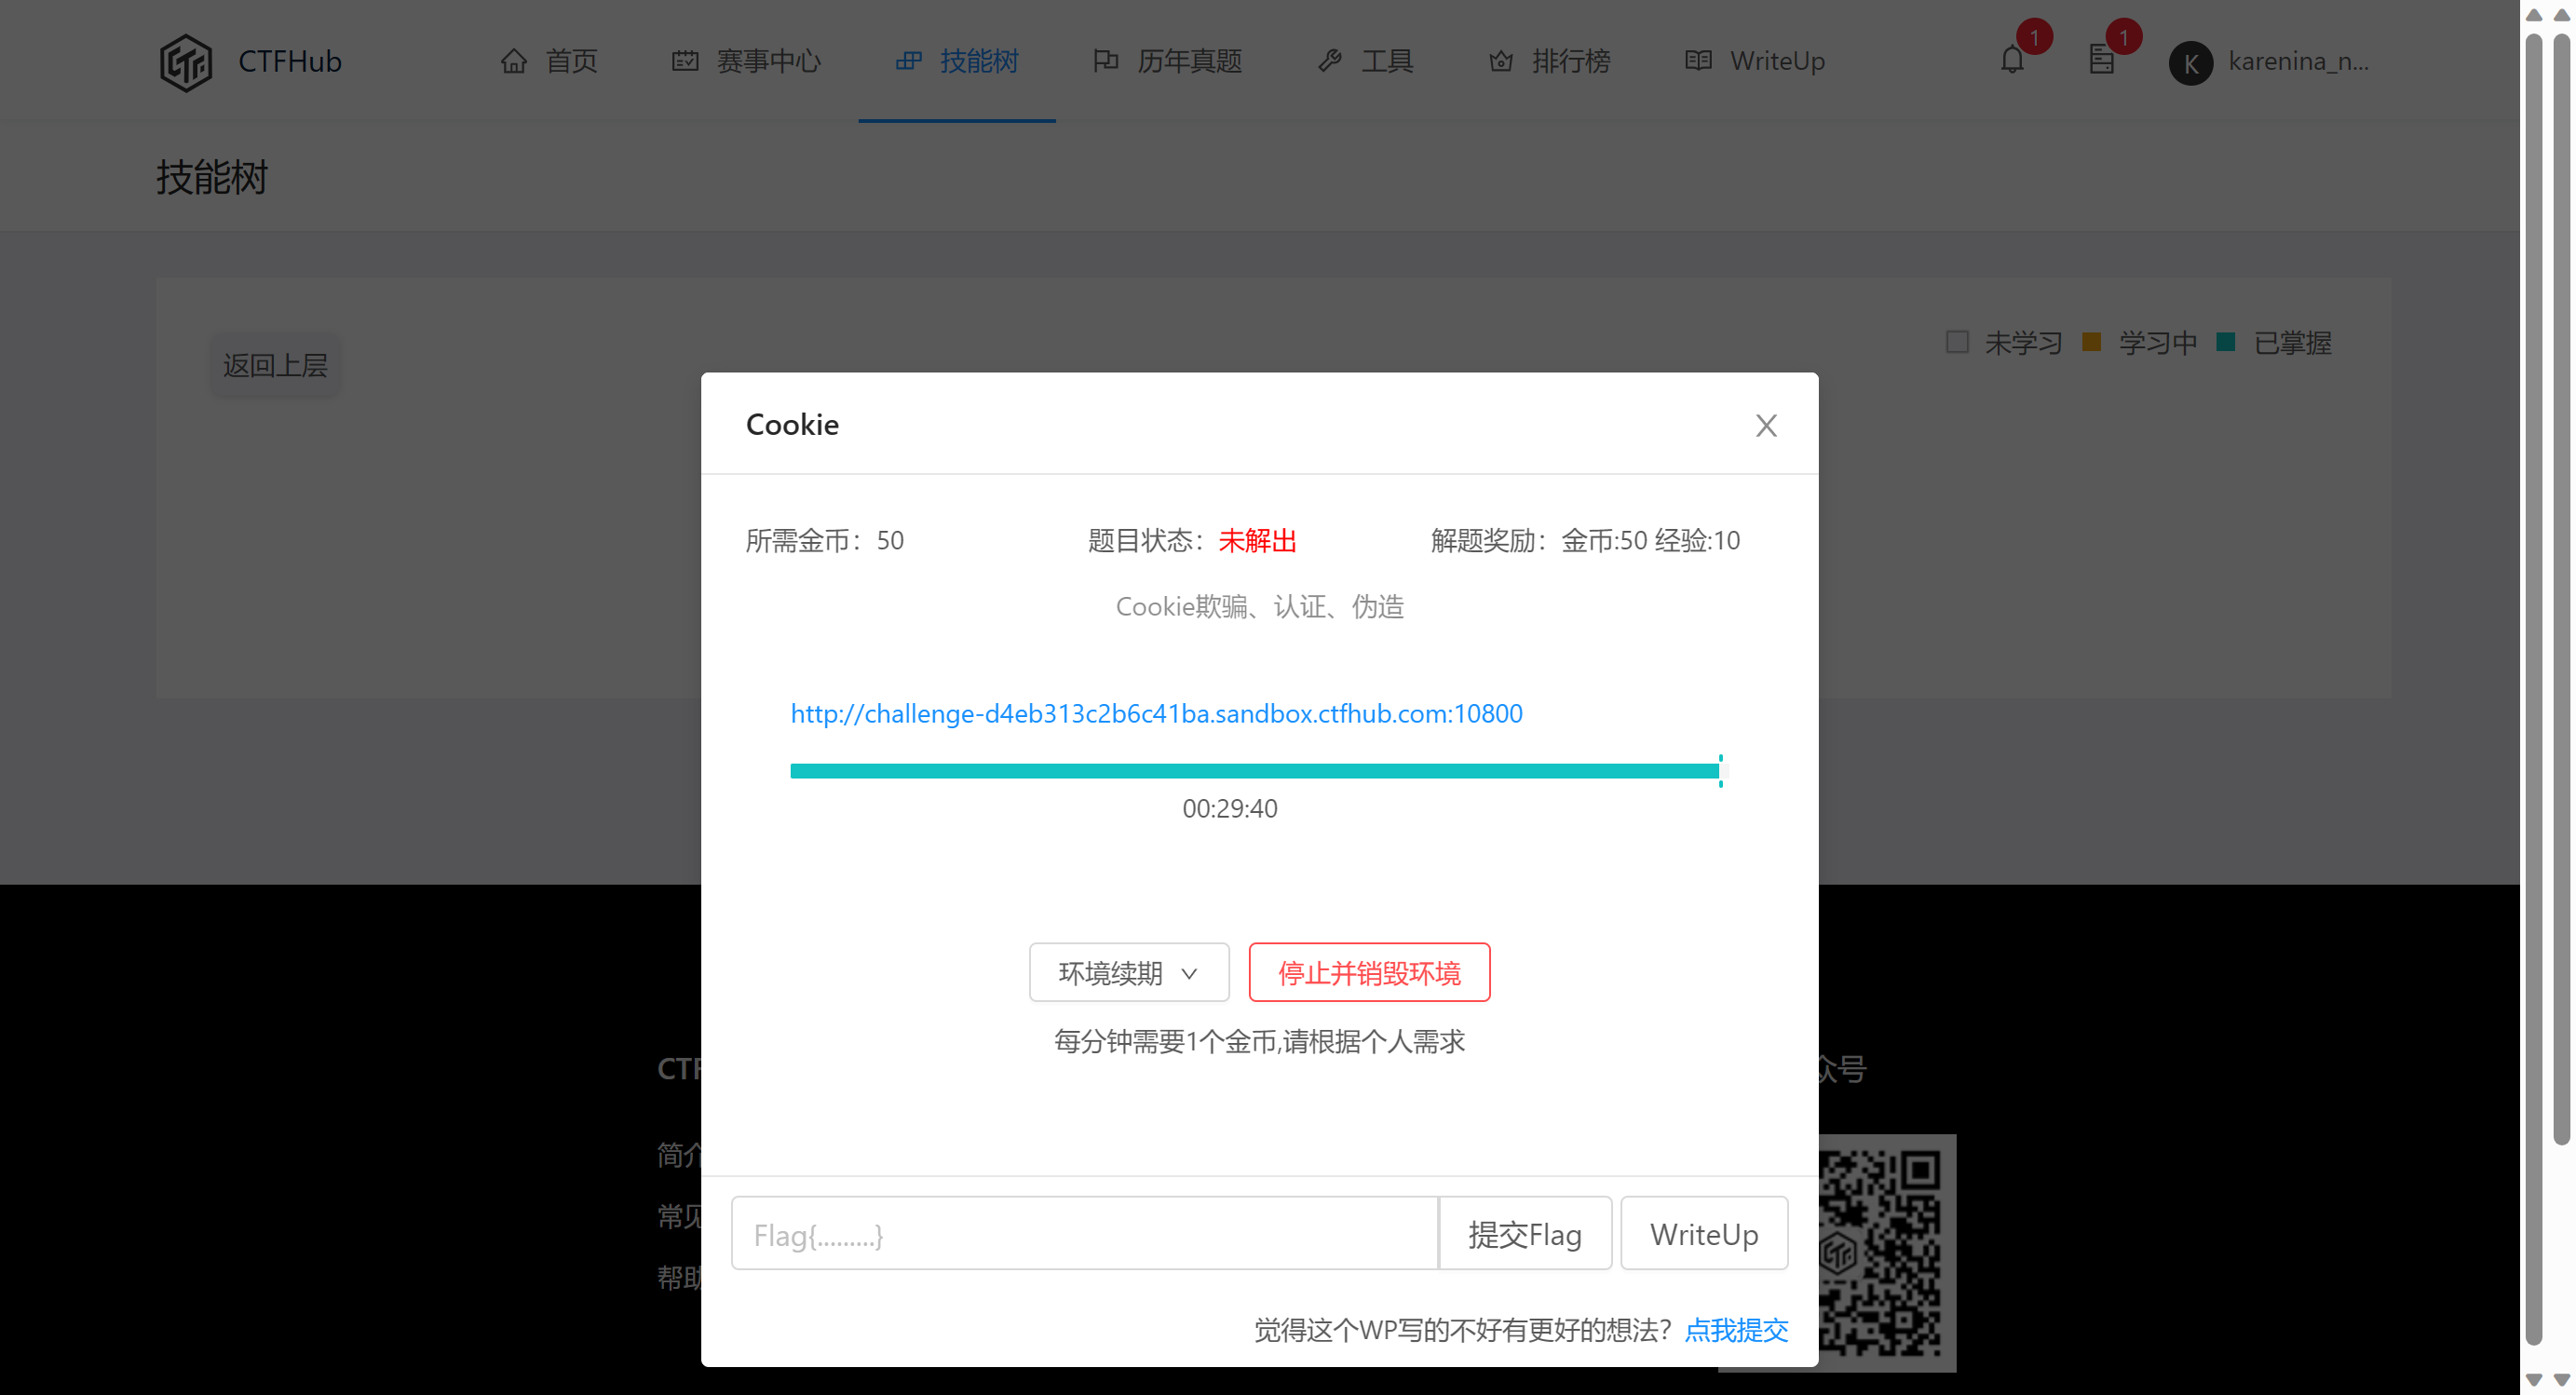 CTFHub 首页 赛事中心 技能树 历年真题 工具 排行榜 WriteUp 1 1 K karenina_n...
技能树
返回上层 未学习 学习中 已掌握
Cookie
所需金币：50 题目状态：未解出 解题奖励：金币:50 经验:10
Cookie欺骗、认证、伪造
http://challenge-d4eb313c2b6c41ba.sandbox.ctfhub.com:10800
00:29:40
环境续期 停止并销毁环境
每分钟需要1个金币,请根据个人需求
CTF 众号
简介
常见
帮助
Flag{.........} 提交Flag WriteUp
觉得这个WP写的不好有更好的想法？点我提交